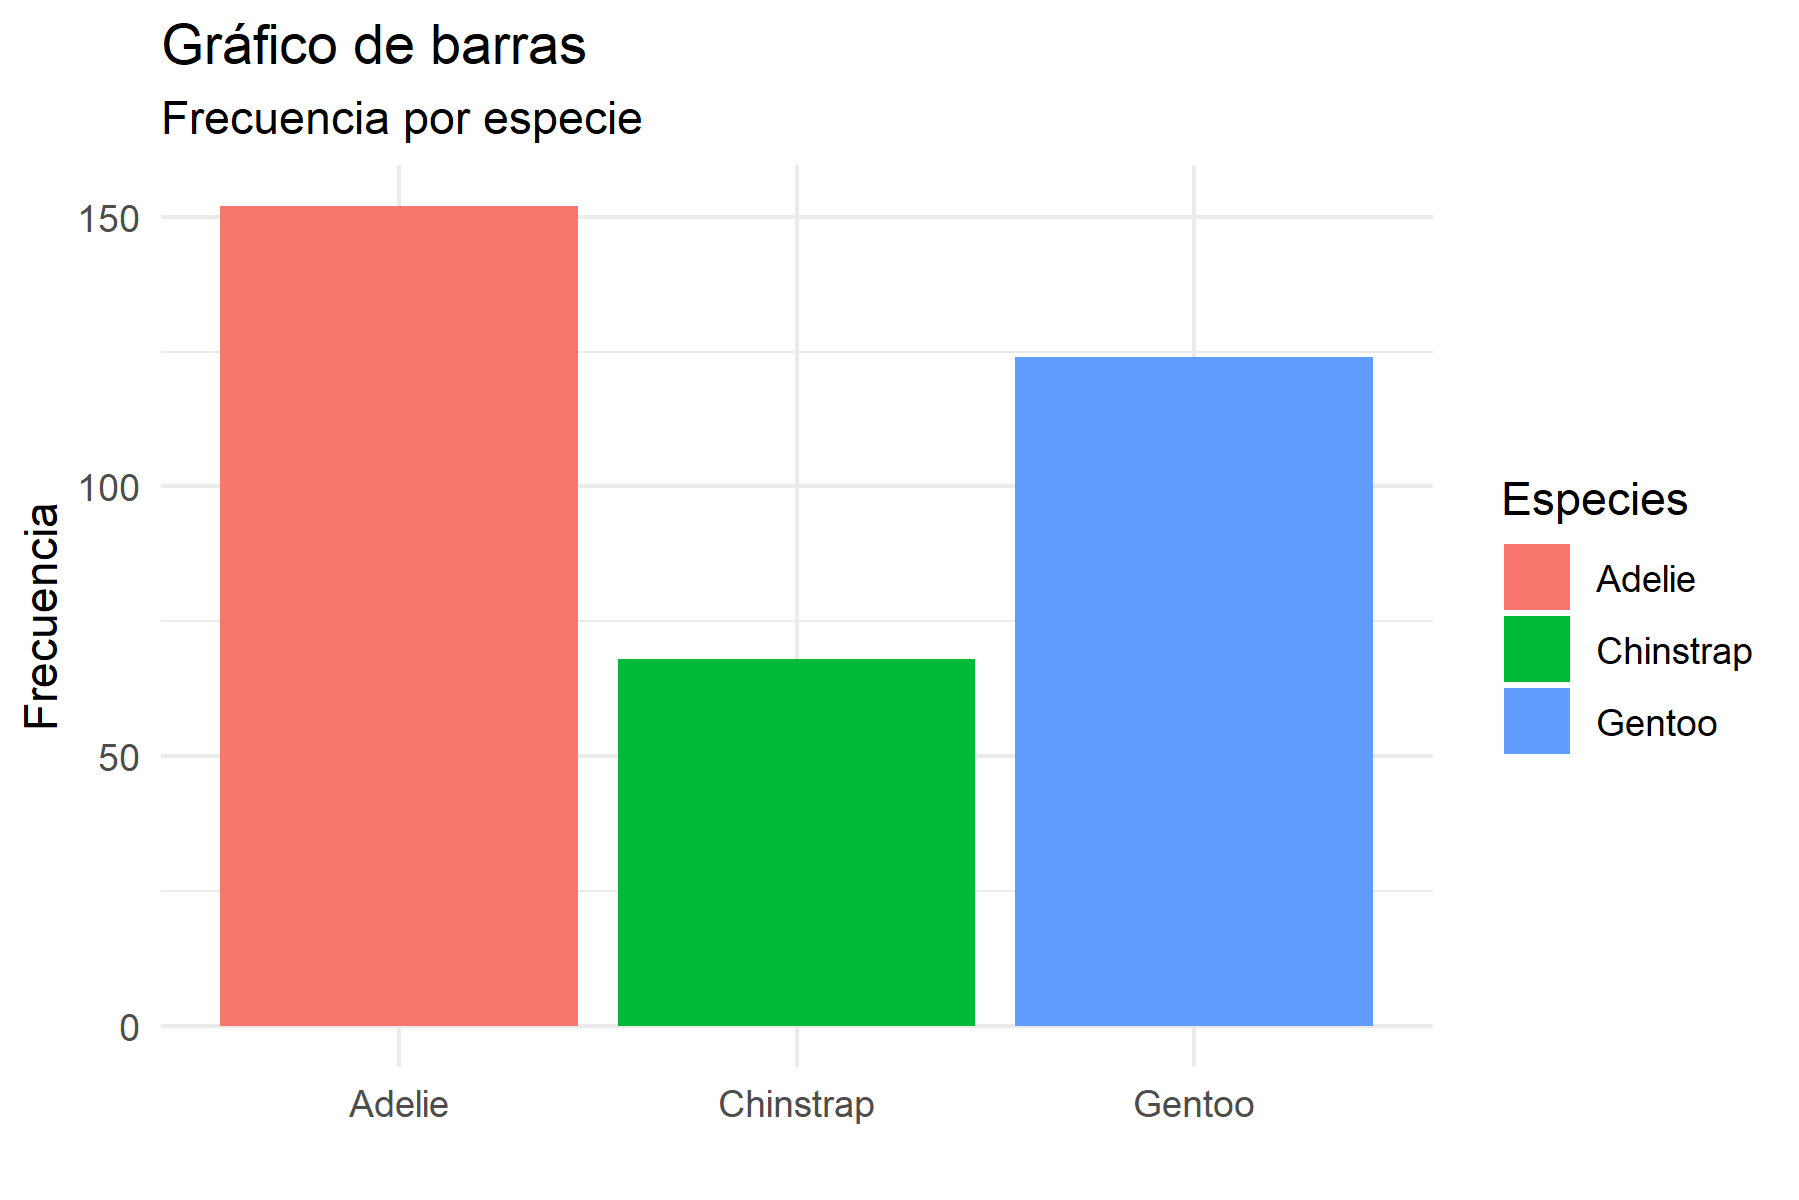 Gráfico de barras
Frecuencia por especie
Frecuencia
150
100
50
0
Adelie
Chinstrap
Gentoo
Especies
Adelie
Chinstrap
Gentoo